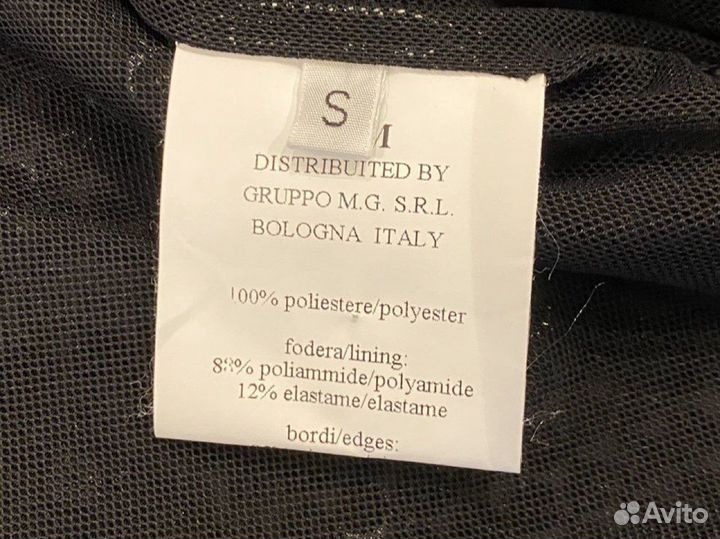 S
DISTRIBUITED BY
GRUPPO M.G. S.R.L.
BOLOGNA ITALY
100% poliestere/polyester
fodera/lining:
88% poliammide/polyamide
12% elastame/elastame
bordi/edges:
Avito